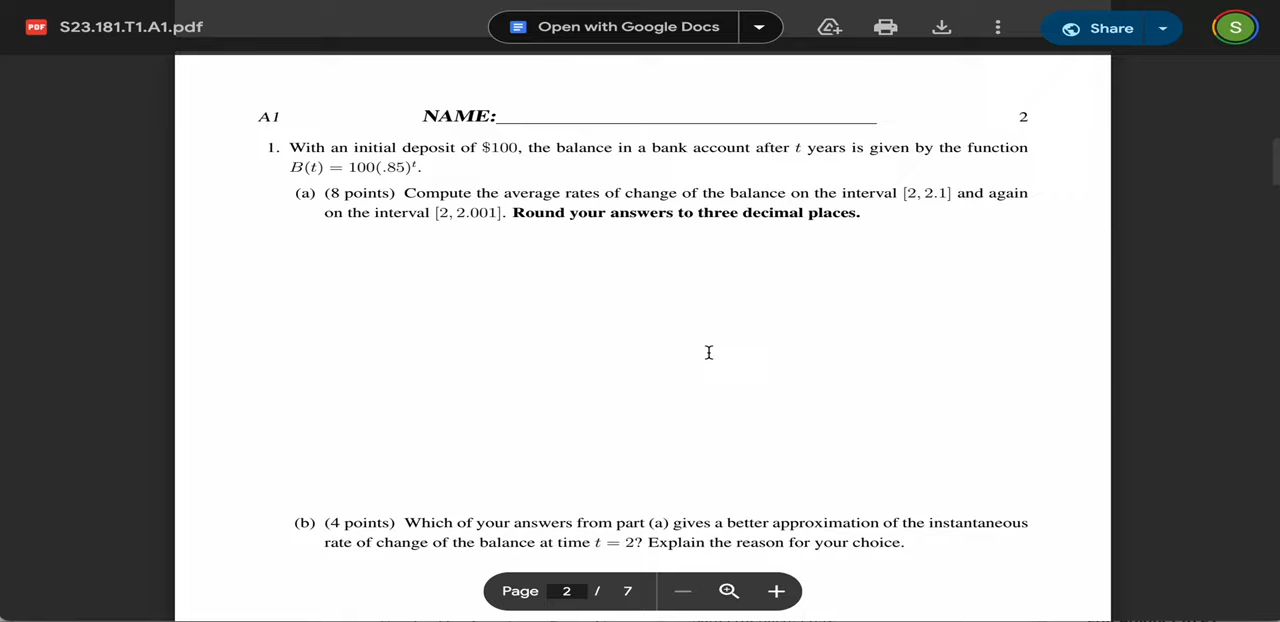 PDF S23.181.T1.A1.pdf Open with Google Docs Share S
A1 NAME: 2
1. With an initial deposit of $100, the balance in a bank account after t years is given by the function
B(t) = 100(.85)ᵗ.
(a) (8 points) Compute the average rates of change of the balance on the interval [2, 2.1] and again
on the interval [2, 2.001]. Round your answers to three decimal places.
(b) (4 points) Which of your answers from part (a) gives a better approximation of the instantaneous
rate of change of the balance at time t = 2? Explain the reason for your choice.
Page 2 / 7